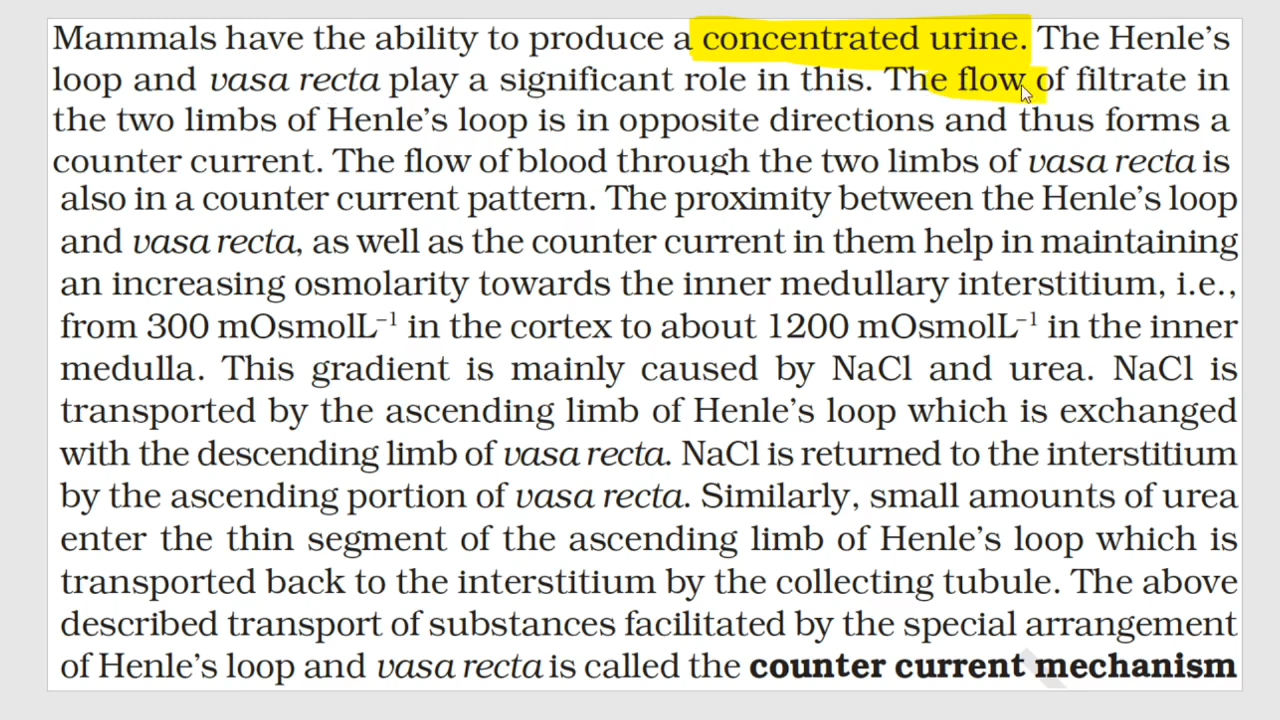 Mammals have the ability to produce a concentrated urine. The Henle's
loop and vasa recta play a significant role in this. The flow of filtrate in
the two limbs of Henle's loop is in opposite directions and thus forms a
counter current. The flow of blood through the two limbs of vasa recta is
also in a counter current pattern. The proximity between the Henle's loop
and vasa recta, as well as the counter current in them help in maintaining
an increasing osmolarity towards the inner medullary interstitium, i.e.,
from 300 mOsmolL⁻¹ in the cortex to about 1200 mOsmolL⁻¹ in the inner
medulla. This gradient is mainly caused by NaCl and urea. NaCl is
transported by the ascending limb of Henle's loop which is exchanged
with the descending limb of vasa recta. NaCl is returned to the interstitium
by the ascending portion of vasa recta. Similarly, small amounts of urea
enter the thin segment of the ascending limb of Henle's loop which is
transported back to the interstitium by the collecting tubule. The above
described transport of substances facilitated by the special arrangement
of Henle's loop and vasa recta is called the counter current mechanism